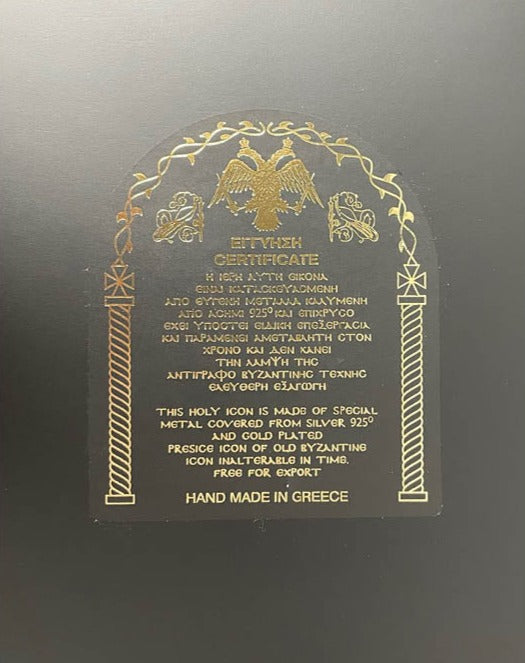 ΕΓΓΥΗΣΗ
CERTIFICATE
Η ΙΕΡΗ ΑΥΤΗ ΕΙΚΟΝΑ
ΕΙΝΑΙ ΚΑΤΑΣΚΕΥΑΣΜΕΝΗ
ΑΠΟ ΕΥΓΕΝΗ ΜΕΤΑΛΛΑ ΚΑΛΥΜΕΝΗ
ΑΠΟ ΑΣΗΜΙ 925⁰ ΚΑΙ ΕΠΙΧΡΥΣΟ
ΕΧΕΙ ΥΠΟΣΤΕΙ ΕΙΔΙΚΗ ΕΠΕΞΕΡΓΑΣΙΑ
ΚΑΙ ΠΑΡΑΜΕΝΕΙ ΑΜΕΤΑΒΛΗΤΗ ΣΤΟΝ
ΧΡΟΝΟ ΚΑΙ ΔΕΝ ΧΑΝΕΙ
ΤΗΝ ΛΑΜΨΗ ΤΗΣ
ΑΝΤΙΓΡΑΦΟ ΒΥΖΑΝΤΙΝΗΣ ΤΕΧΝΗΣ
ΕΛΕΥΘΕΡΗ ΕΞΑΓΩΓΗ
THIS HOLY ICON IS MADE OF SPECIAL
METAL COVERED FROM SILVER 925⁰
AND GOLD PLATED
PRESICE ICON OF OLD BYZANTINE
ICON INALTERABLE IN TIME.
FREE FOR EXPORT
HAND MADE IN GREECE